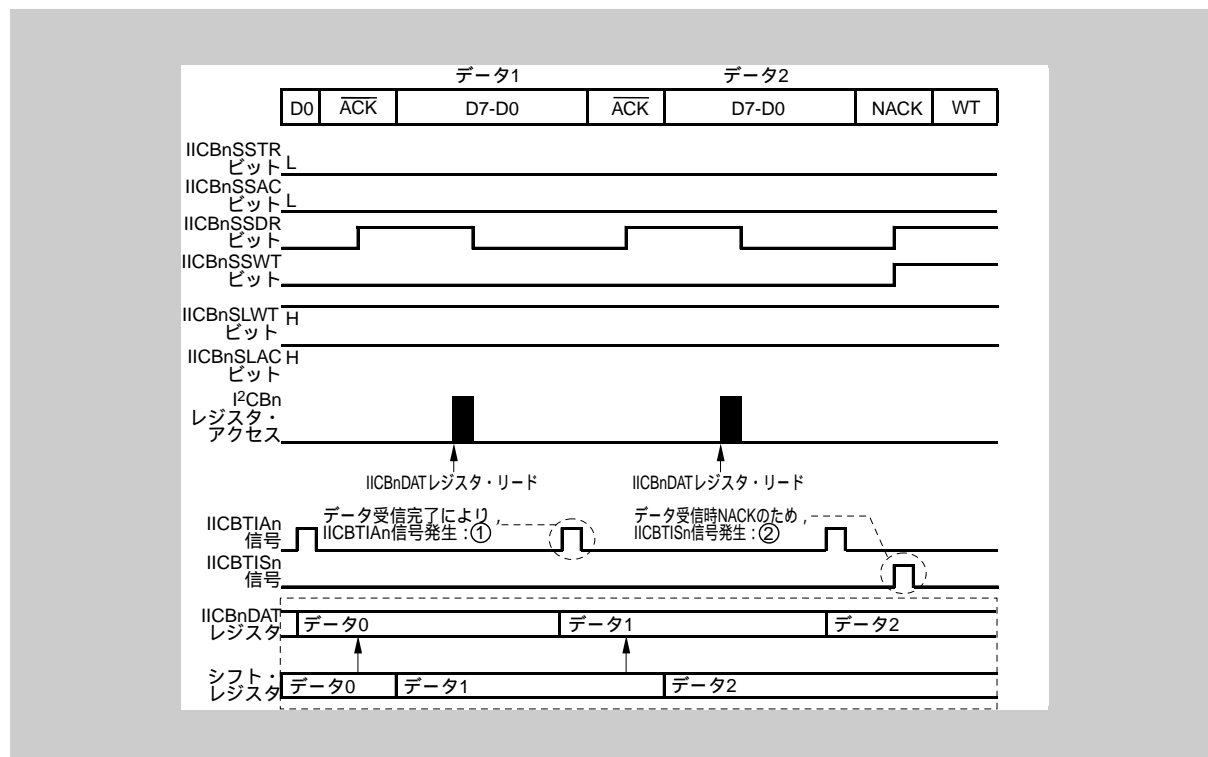 データ1 データ2
D0 ACK D7-D0 ACK D7-D0 NACK WT
IICBnSSTR
ビット L
IICBnSSAC
ビット L
IICBnSSDR
ビット
IICBnSSWT
ビット
IICBnSLWT H
ビット
IICBnSLAC H
ビット
I²CBn
レジスタ・
アクセス
IICBnDATレジスタ・リード IICBnDATレジスタ・リード
IICBTIAn
信号
データ受信完了により,
IICBTIAn信号発生:①
データ受信時NACKのため,
IICBTISn信号発生:②
IICBTISn
信号
IICBnDAT
レジスタ
データ0 データ1 データ2
シフト・
レジスタ
データ0 データ1 データ2